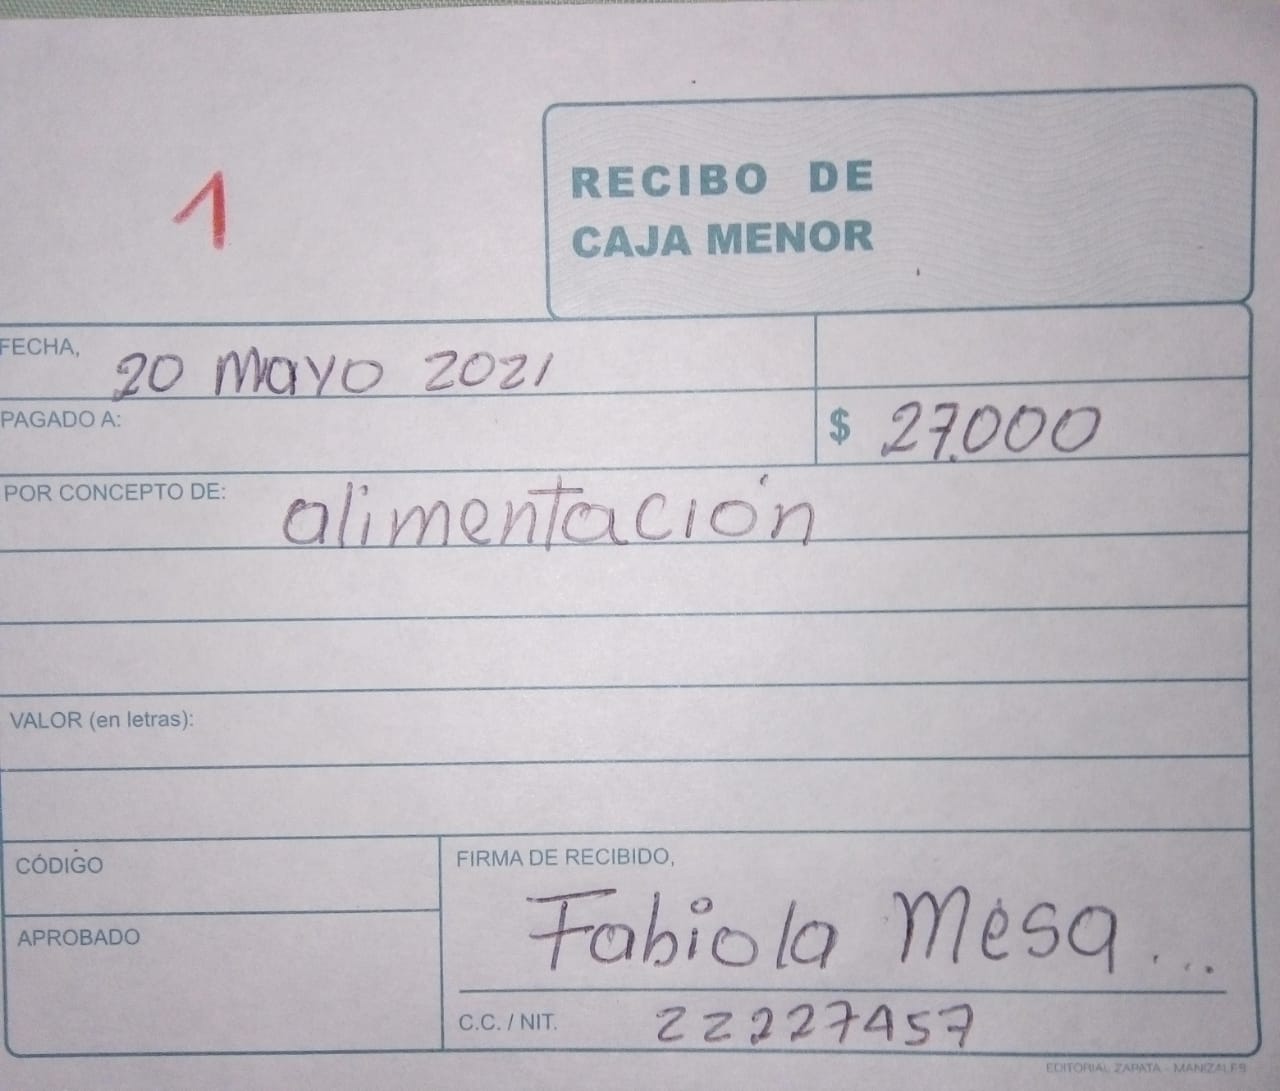 1
RECIBO DE
CAJA MENOR
FECHA, 20 mayo 2021
PAGADO A:
$ 27.000
POR CONCEPTO DE: alimentación
VALOR (en letras):
CÓDIGO
APROBADO
FIRMA DE RECIBIDO,
Fabiola Mesa...
C.C. / NIT. 22227457
EDITORIAL ZAPATA - MANIZALES